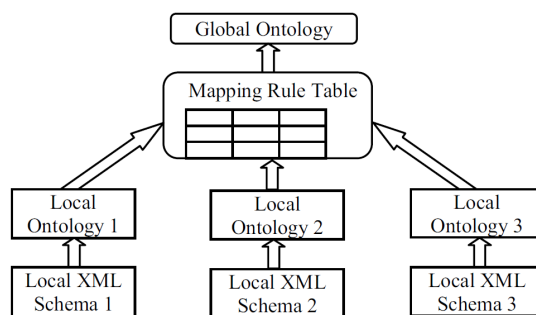 Global Ontology
Mapping Rule Table
Local
Ontology 1
Local
Ontology 2
Local
Ontology 3
Local XML
Schema 1
Local XML
Schema 2
Local XML
Schema 3